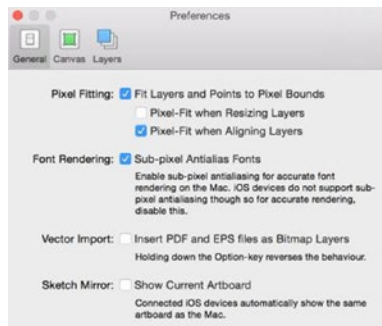 Preferences
General Canvas Layers
Pixel Fitting: Fit Layers and Points to Pixel Bounds
Pixel-Fit when Resizing Layers
Pixel-Fit when Aligning Layers
Font Rendering: Sub-pixel Antialias Fonts
Enable sub-pixel antialiasing for accurate font
rendering on the Mac. iOS devices do not support sub-
pixel antialiasing though so for accurate rendering,
disable this.
Vector Import: Insert PDF and EPS files as Bitmap Layers
Holding down the Option-key reverses the behaviour.
Sketch Mirror: Show Current Artboard
Connected iOS devices automatically show the same
artboard as the Mac.